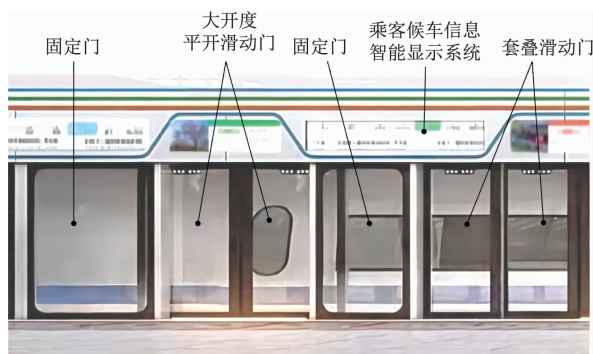 固定门
大开度
平开滑动门
固定门
乘客候车信息
智能显示系统
套叠滑动门